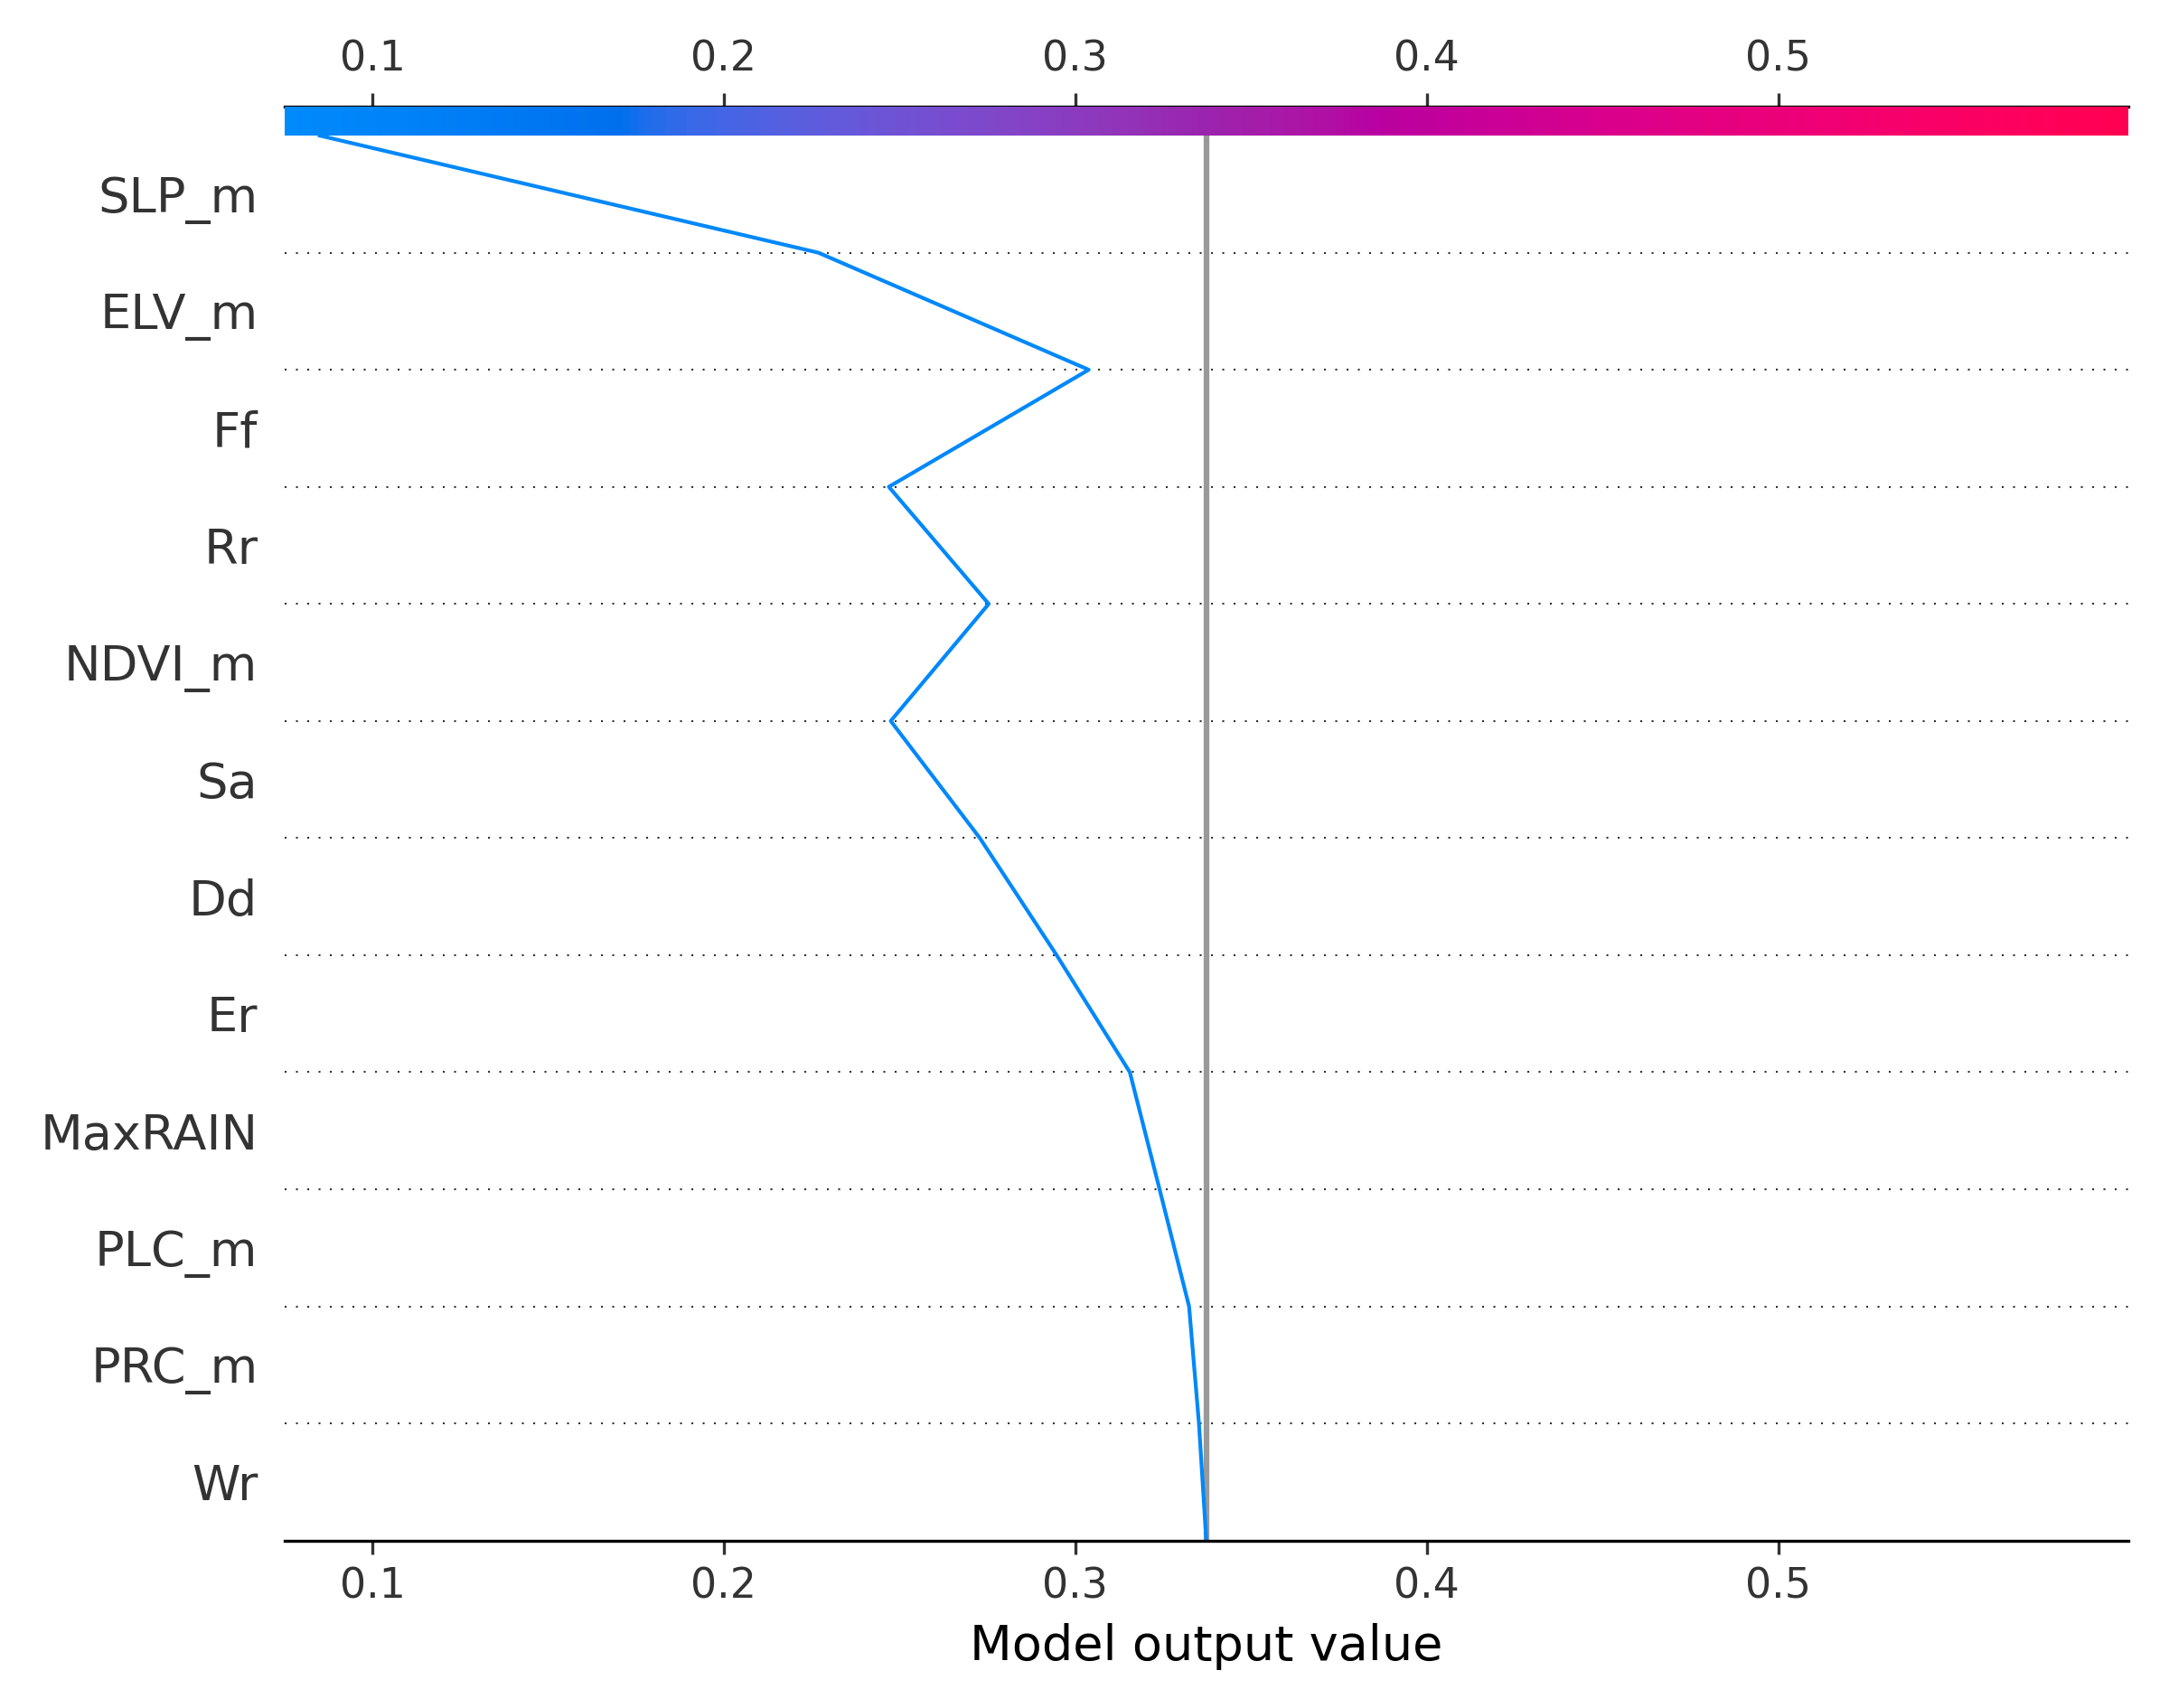 0.1 0.2 0.3 0.4 0.5
SLP_m
ELV_m
Ff
Rr
NDVI_m
Sa
Dd
Er
MaxRAIN
PLC_m
PRC_m
Wr
0.1 0.2 0.3 0.4 0.5
Model output value